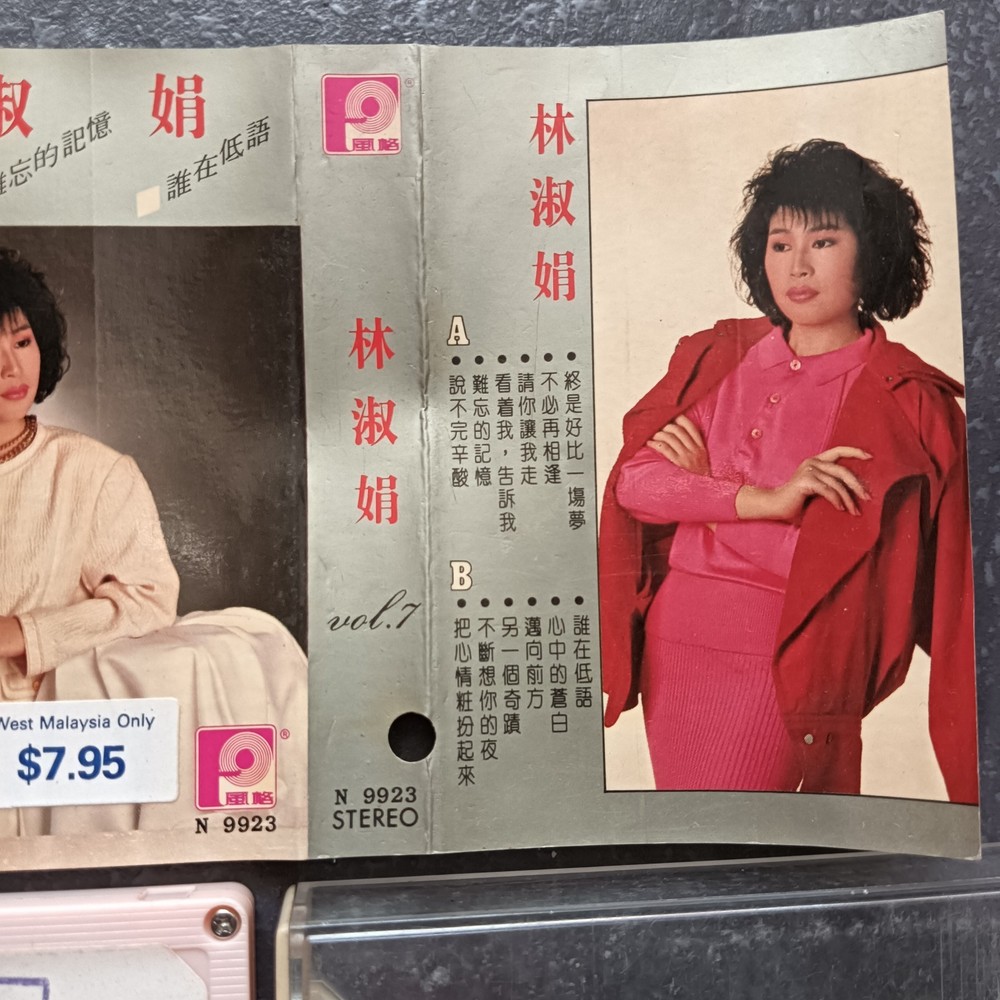 淑娟
難忘的記憶
誰在低語
West Malaysia Only
$7.95
風格
®
N 9923
風格
®
林淑娟
vol.7
N 9923
STEREO
林淑娟
A
•終是好比一場夢
•不必再相逢
•請你讓我走
•看着我，告訴我
•難忘的記憶
•說不完辛酸
B
•誰在低語
•心中的蒼白
•邁向前方
•另一個奇蹟
•不斷想你的夜
•把心情粧扮起來